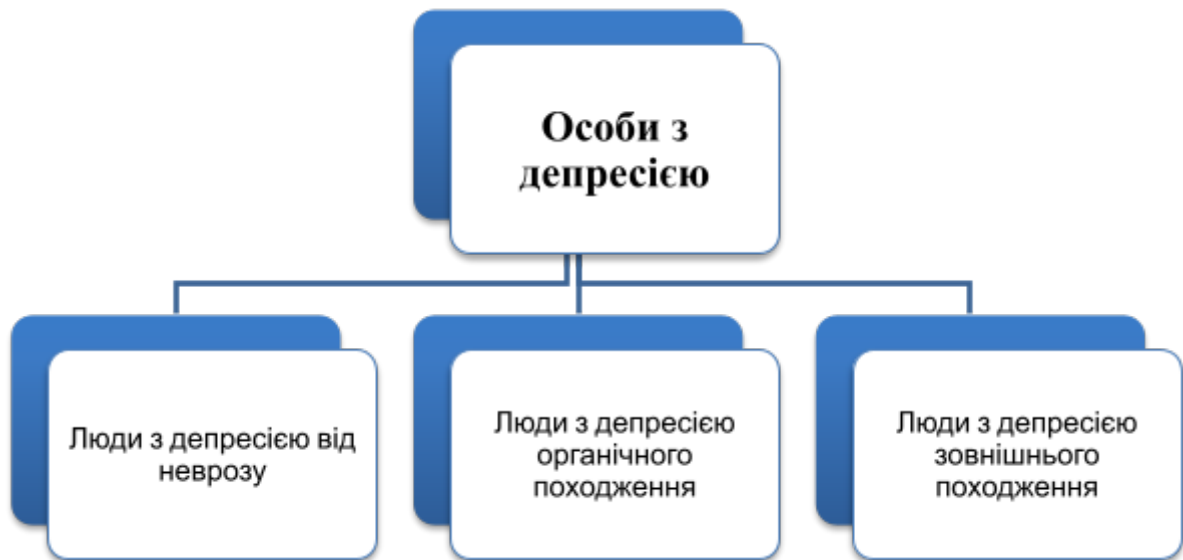 Особи з
депресією
Люди з депресією від
неврозу
Люди з депресією
органічного
походження
Люди з депресією
зовнішнього
походження